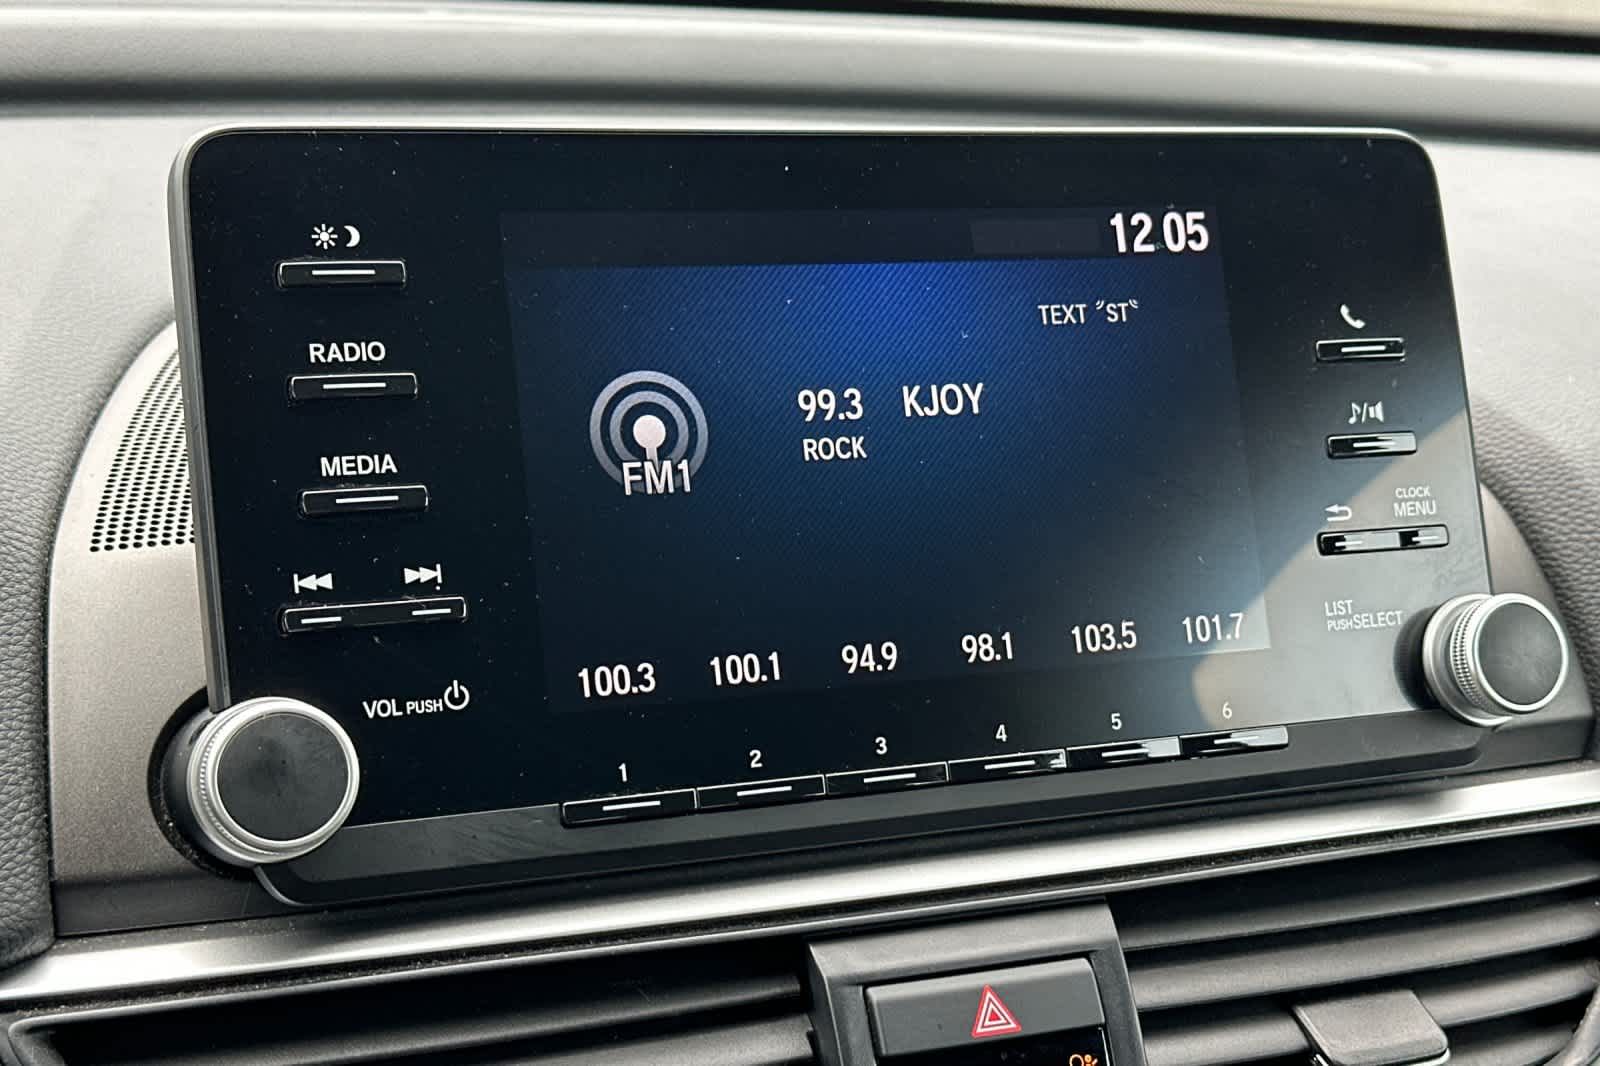 12:05
RADIO
TEXT "ST"
99.3 KJOY
ROCK
FM1
MEDIA
CLOCK
MENU
LIST
PUSH SELECT
100.3 100.1 94.9 98.1 103.5 101.7
VOL PUSH
1 2 3 4 5 6